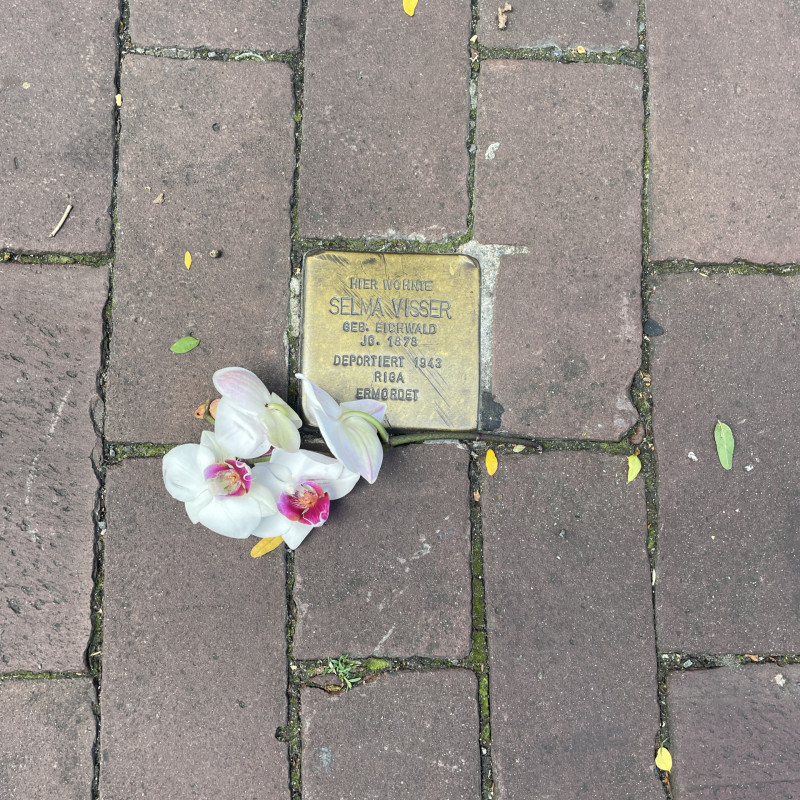 HIER WOHNTE
SELMA VISSER
GEB. EICHWALD
JG. 1878
DEPORTIERT 1943
RIGA
ERMORDET